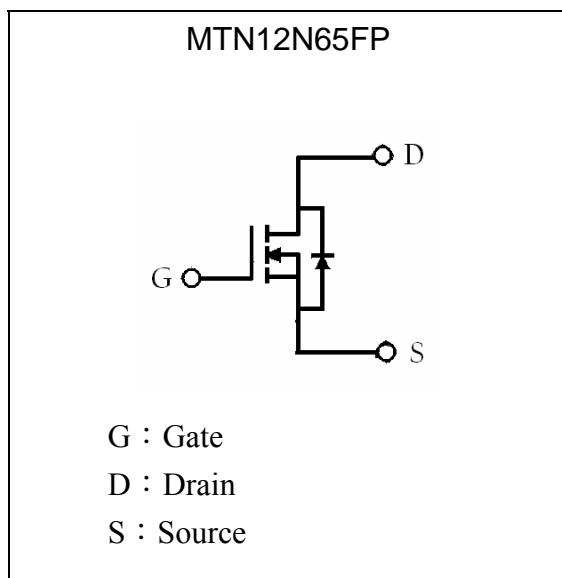 MTN12N65FP
D
G
S
G：Gate
D：Drain
S：Source